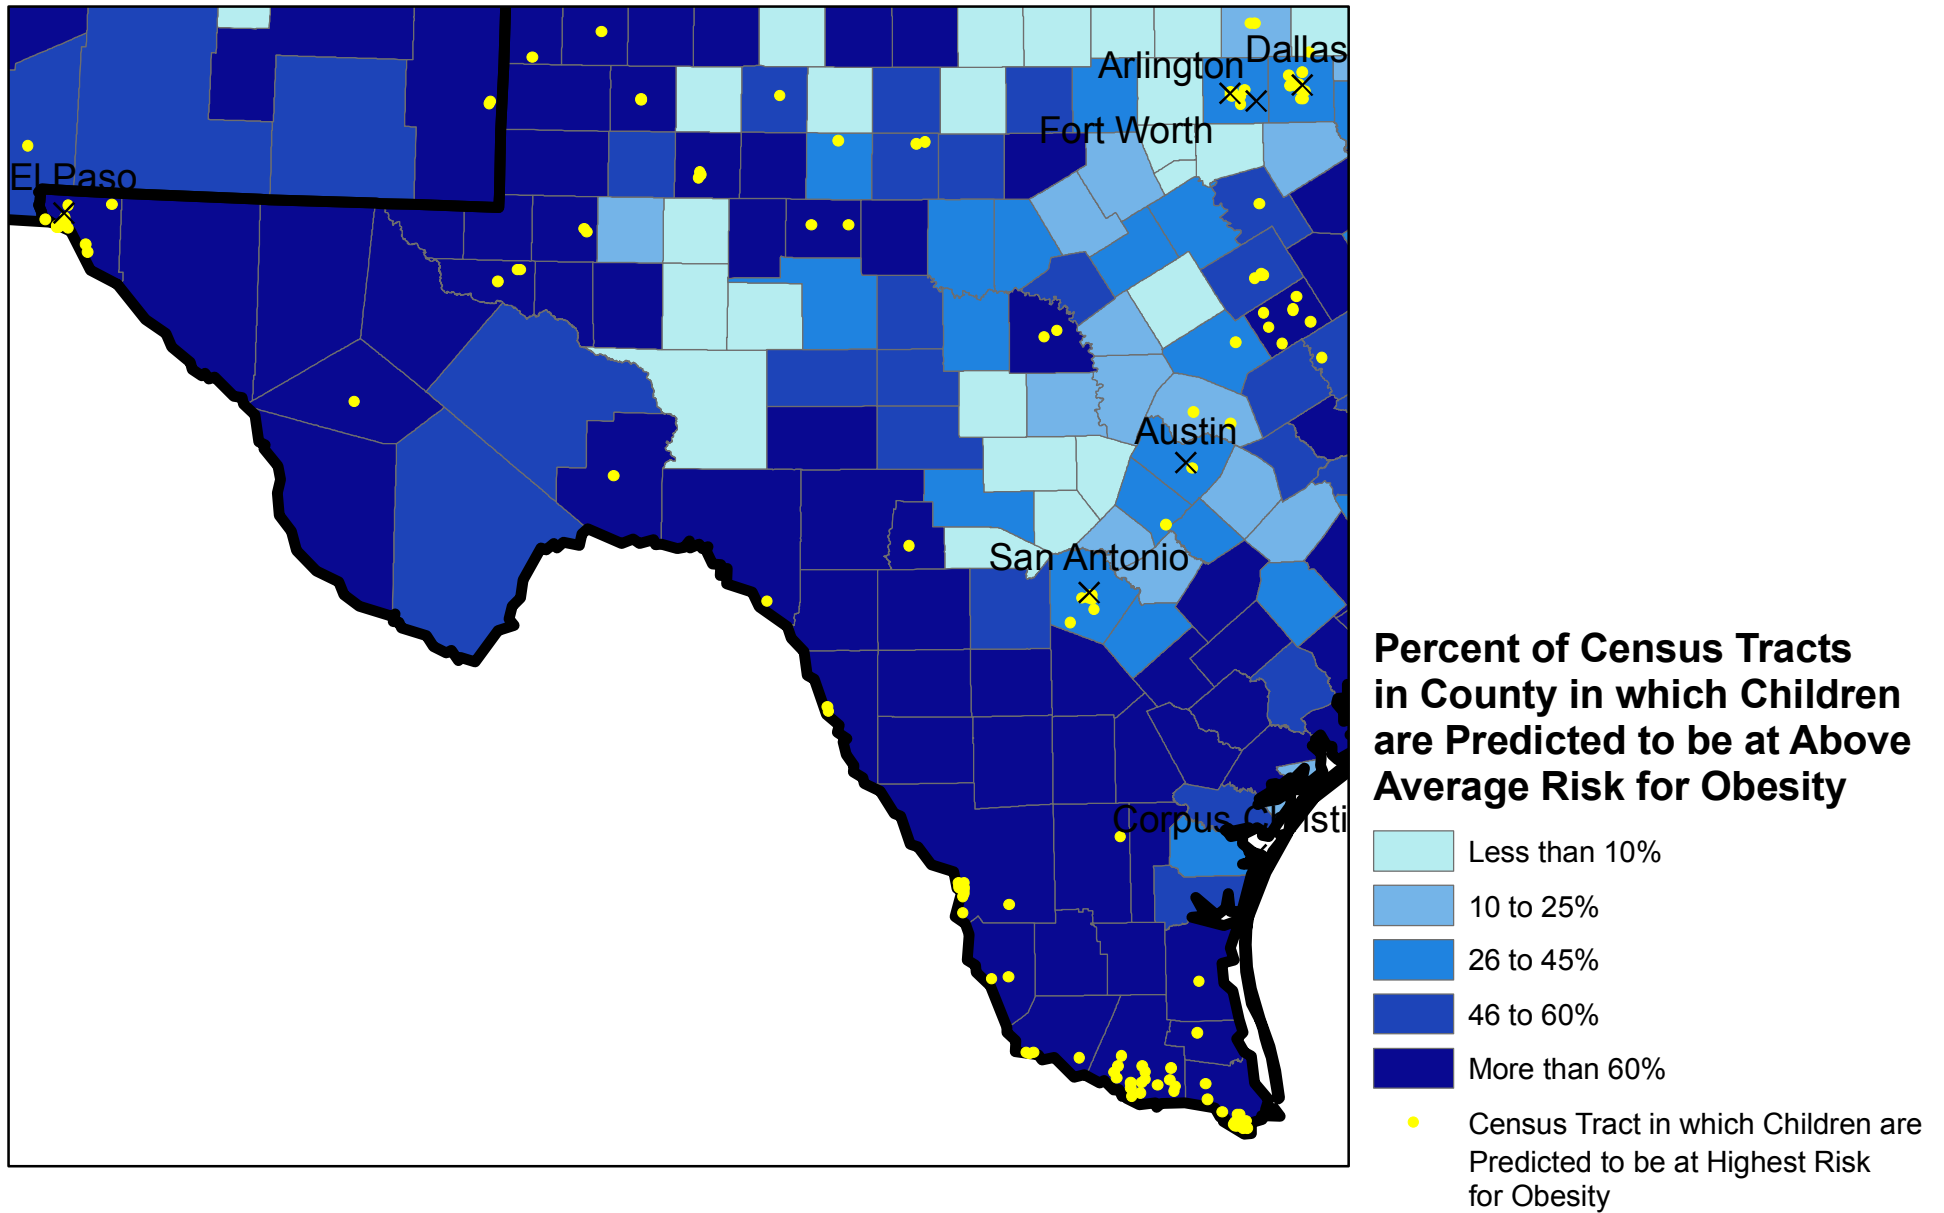 Dallas
Arlington
Fort Worth
El Paso
Austin
San Antonio
Corpus Christi
Percent of Census Tracts
in County in which Children
are Predicted to be at Above
Average Risk for Obesity
Less than 10%
10 to 25%
26 to 45%
46 to 60%
More than 60%
Census Tract in which Children are
Predicted to be at Highest Risk
for Obesity